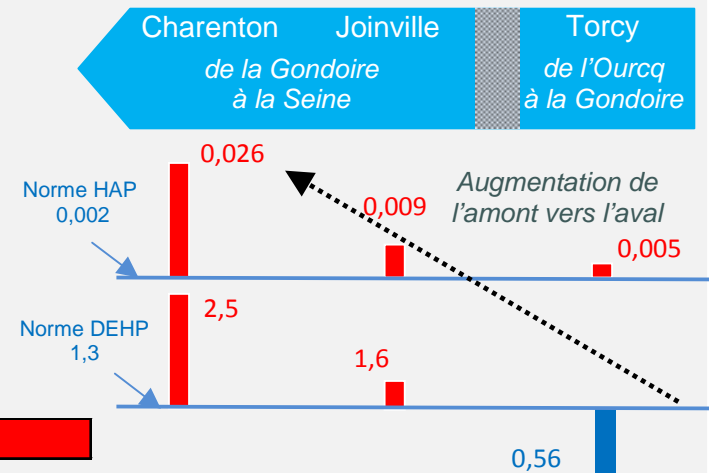 Charenton Joinville Torcy
de la Gondoire
à la Seine
de l'Ourcq
à la Gondoire
0,026
Norme HAP
0,002
0,009
Augmentation de
l'amont vers l'aval
0,005
Norme DEHP
1,3
2,5
1,6
0,56